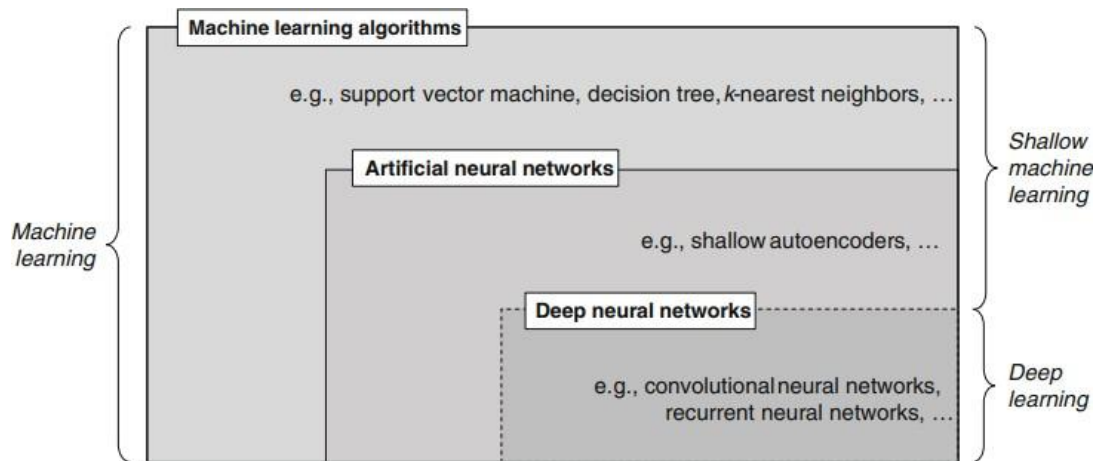 Machine learning algorithms
e.g., support vector machine, decision tree, k-nearest neighbors, …
Shallow
machine
learning
Artificial neural networks
Machine
learning
e.g., shallow autoencoders, …
Deep neural networks
e.g., convolutional neural networks,
recurrent neural networks, …
Deep
learning